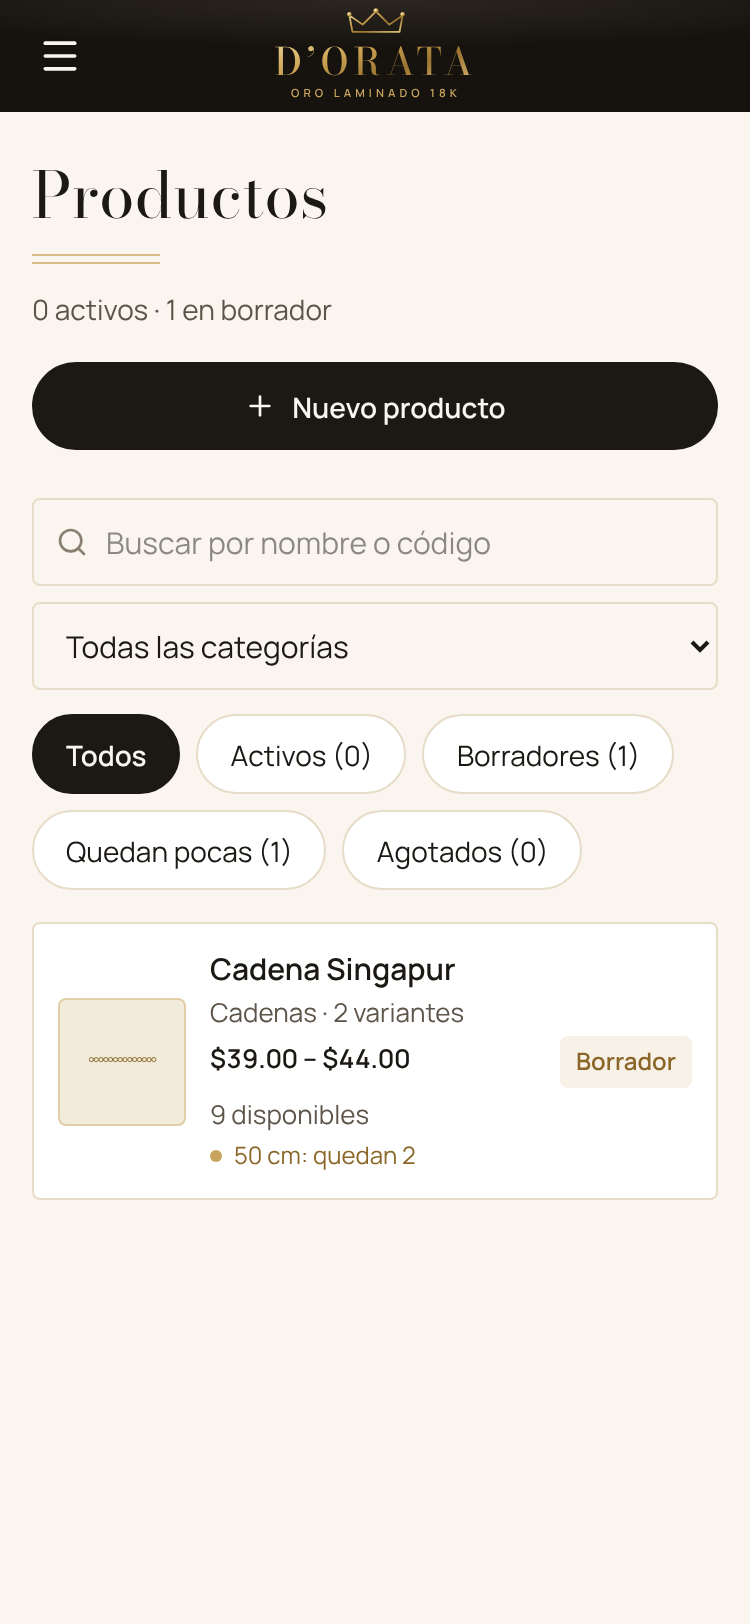 D’ORATA
ORO LAMINADO 18K
Productos
0 activos · 1 en borrador
Nuevo producto
Buscar por nombre o código
Todas las categorías
Todos
Activos (0)
Borradores (1)
Quedan pocas (1)
Agotados (0)
Cadena Singapur
Cadenas · 2 variantes
$39.00 – $44.00
Borrador
9 disponibles
50 cm: quedan 2